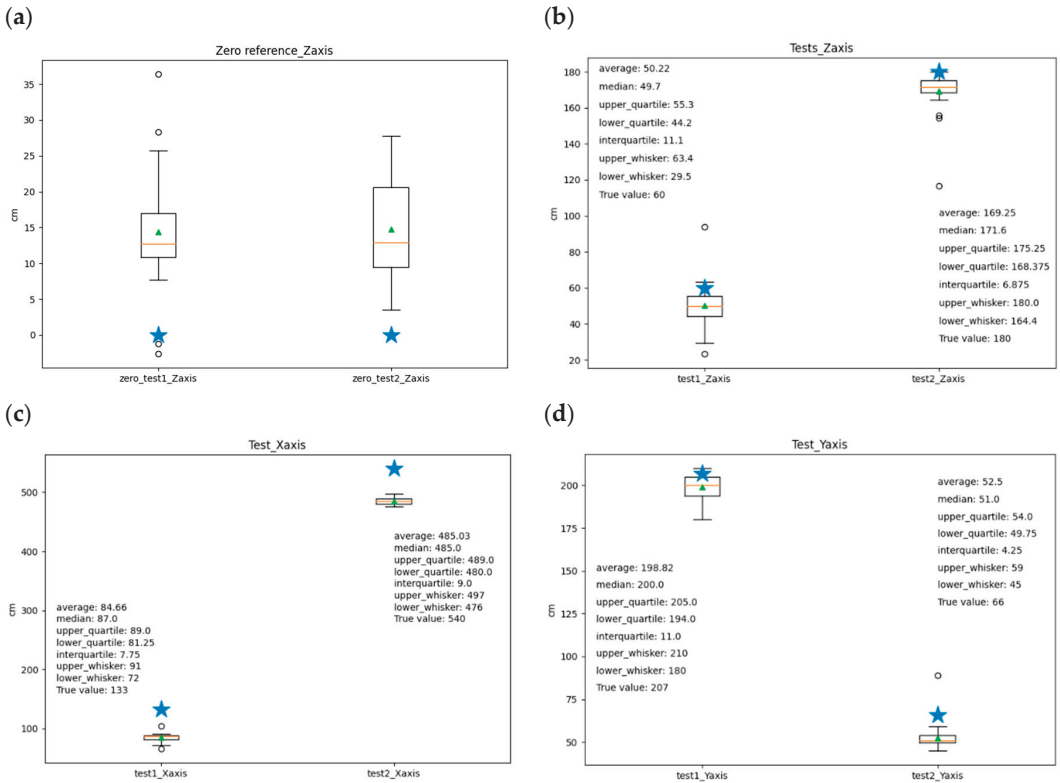 (a)
Zero reference_Zaxis
cm
35
30
25
20
15
10
5
0
zero_test1_Zaxis
zero_test2_Zaxis
(b)
Tests_Zaxis
cm
180
160
140
120
100
80
60
40
20
average: 50.22
median: 49.7
upper_quartile: 55.3
lower_quartile: 44.2
interquartile: 11.1
upper_whisker: 63.4
lower_whisker: 29.5
True value: 60
average: 169.25
median: 171.6
upper_quartile: 175.25
lower_quartile: 168.375
interquartile: 6.875
upper_whisker: 180.0
lower_whisker: 164.4
True value: 180
test1_Zaxis
test2_Zaxis
(c)
Test_Xaxis
cm
500
400
300
200
100
average: 485.03
median: 485.0
upper_quartile: 489.0
lower_quartile: 480.0
interquartile: 9.0
upper_whisker: 497
lower_whisker: 476
True value: 540
average: 84.66
median: 87.0
upper_quartile: 89.0
lower_quartile: 81.25
interquartile: 7.75
upper_whisker: 91
lower_whisker: 72
True value: 133
test1_Xaxis
test2_Xaxis
(d)
Test_Yaxis
cm
200
175
150
125
100
75
50
average: 52.5
median: 51.0
upper_quartile: 54.0
lower_quartile: 49.75
interquartile: 4.25
upper_whisker: 59
lower_whisker: 45
True value: 66
average: 198.82
median: 200.0
upper_quartile: 205.0
lower_quartile: 194.0
interquartile: 11.0
upper_whisker: 210
lower_whisker: 180
True value: 207
test1_Yaxis
test2_Yaxis